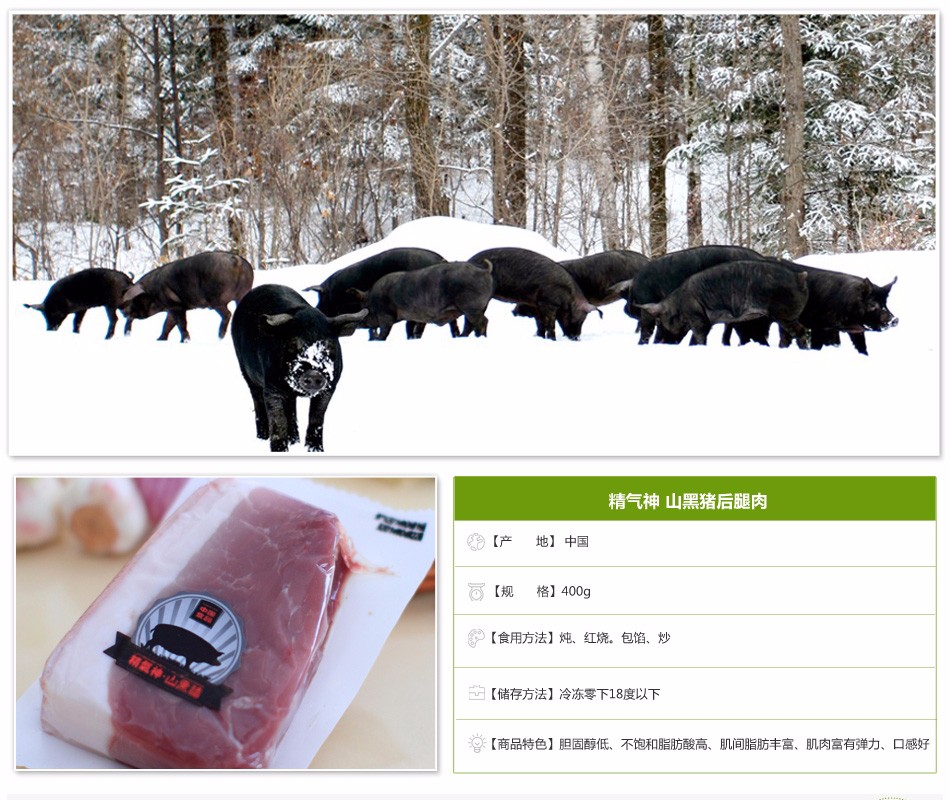 精气神·山黑猪
精气神 山黑猪后腿肉
【产 地】 中国
【规 格】400g
【食用方法】炖、红烧。包馅、炒
【储存方法】冷冻零下18度以下
【商品特色】胆固醇低、不饱和脂肪酸高、肌间脂肪丰富、肌肉富有弹力、口感好